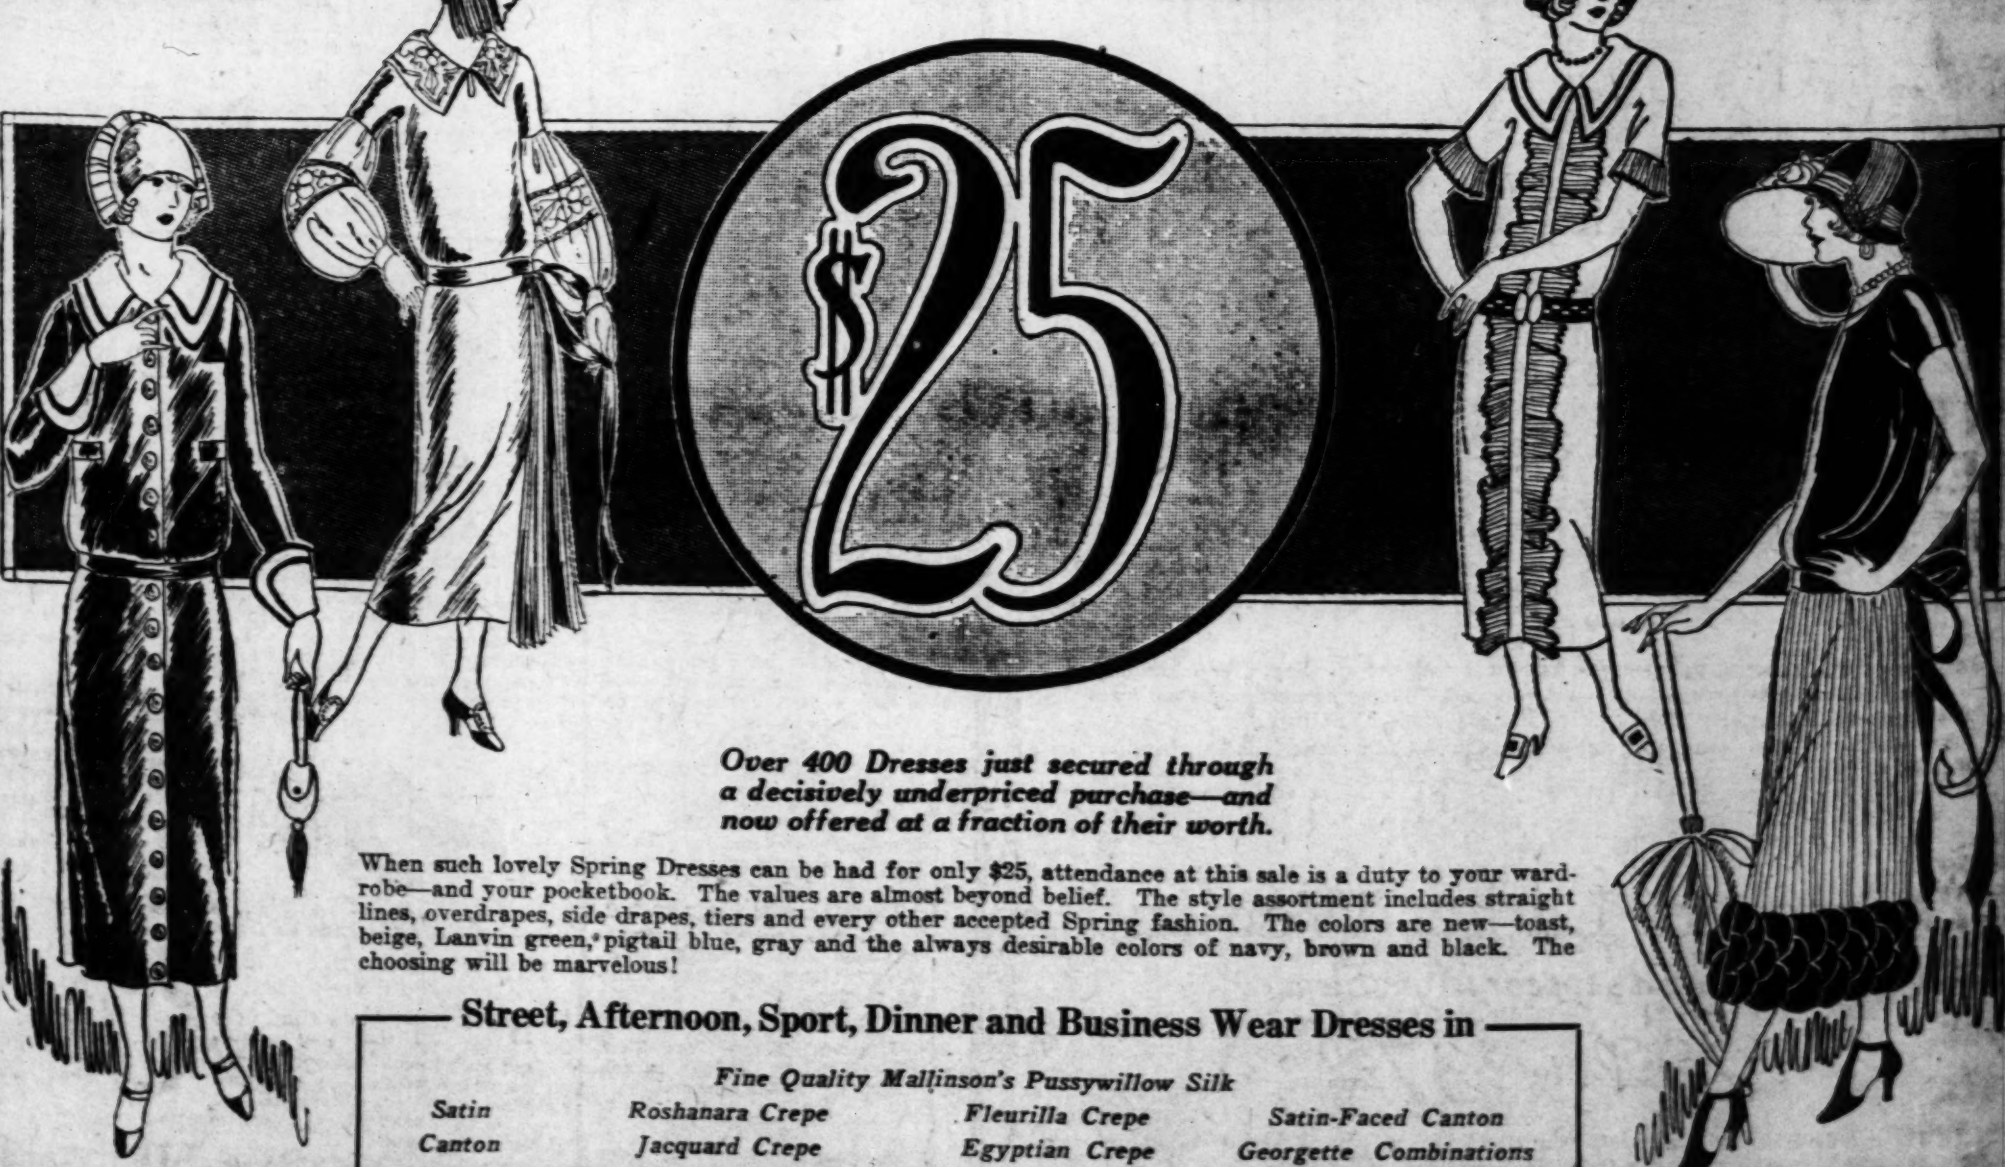 $25
Over 400 Dresses just secured through
a decisively underpriced purchase—and
now offered at a fraction of their worth.
When such lovely Spring Dresses can be had for only $25, attendance at this sale is a duty to your ward-
robe—and your pocketbook. The values are almost beyond belief. The style assortment includes straight
lines, overdrapes, side drapes, tiers and every other accepted Spring fashion. The colors are new—toast,
beige, Lanvin green, pigtail blue, gray and the always desirable colors of navy, brown and black. The
choosing will be marvelous!
Street, Afternoon, Sport, Dinner and Business Wear Dresses in
Fine Quality Mallinson's Pussywillow Silk
Satin Roshanara Crepe Fleurilla Crepe Satin-Faced Canton
Canton Jacquard Crepe Egyptian Crepe Georgette Combinations